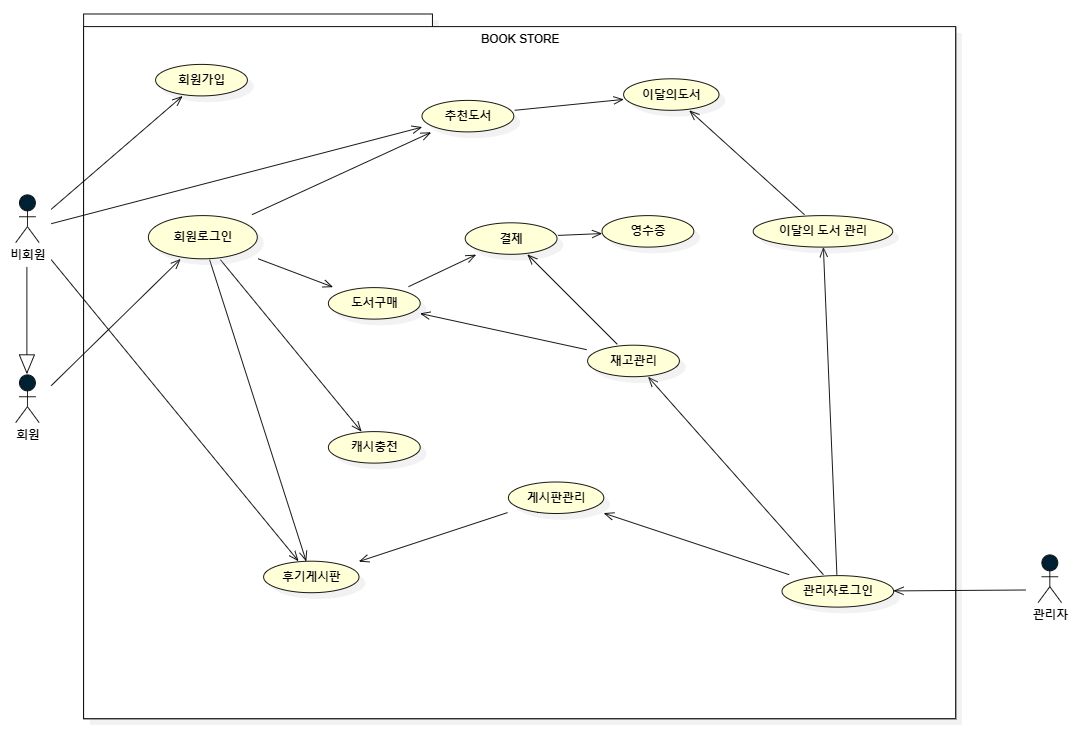 BOOK STORE
회원가입
이달의도서
추천도서
비회원
회원로그인
결제
영수증
이달의 도서 관리
도서구매
재고관리
회원
캐시충전
게시판관리
후기게시판
관리자로그인
관리자